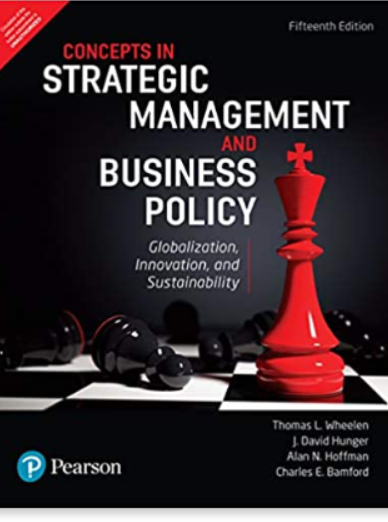 Fifteenth Edition
CONCEPTS IN
STRATEGIC
MANAGEMENT
AND
BUSINESS
POLICY
Globalization,
Innovation, and
Sustainability
Thomas L. Wheelen
J. David Hunger
Alan N. Hoffman
Charles E. Bamford
P Pearson